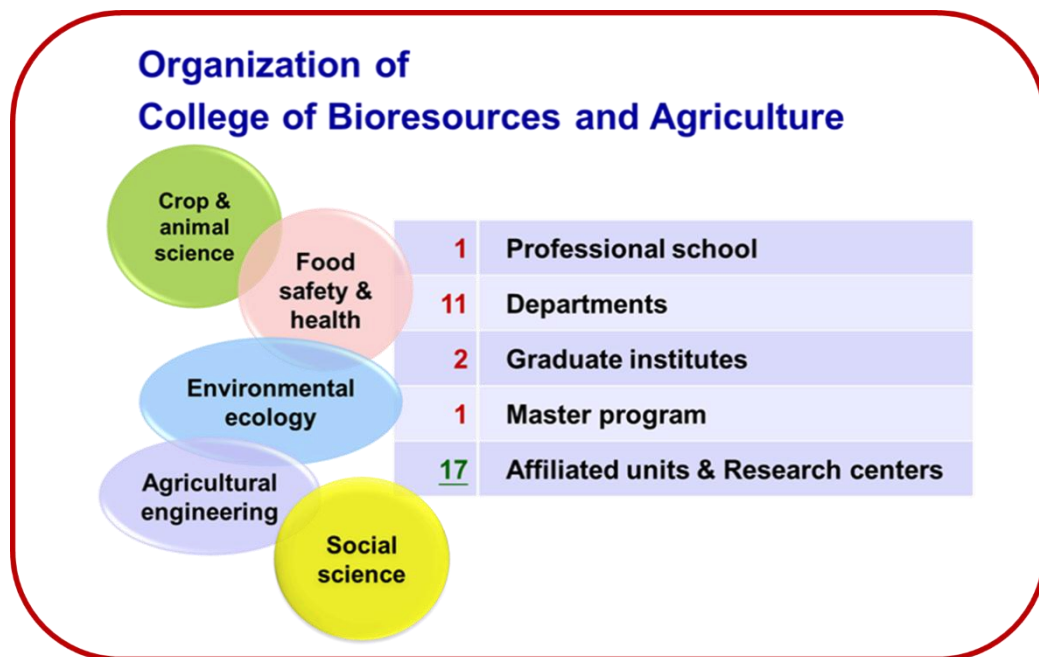 Organization of
College of Bioresources and Agriculture
Crop &
animal
science
Food
safety &
health
Environmental
ecology
Agricultural
engineering
Social
science
1 Professional school
11 Departments
2 Graduate institutes
1 Master program
17 Affiliated units & Research centers